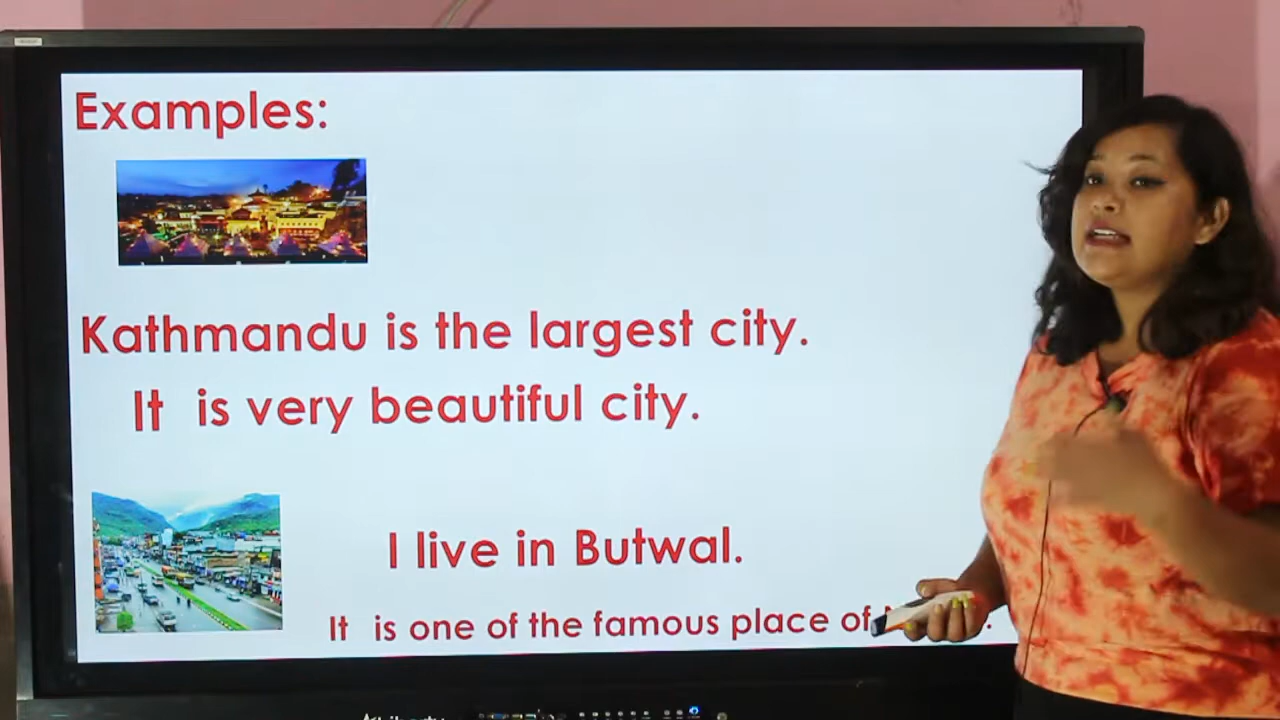 Examples:
Kathmandu is the largest city.
It is very beautiful city.
I live in Butwal.
It is one of the famous place of